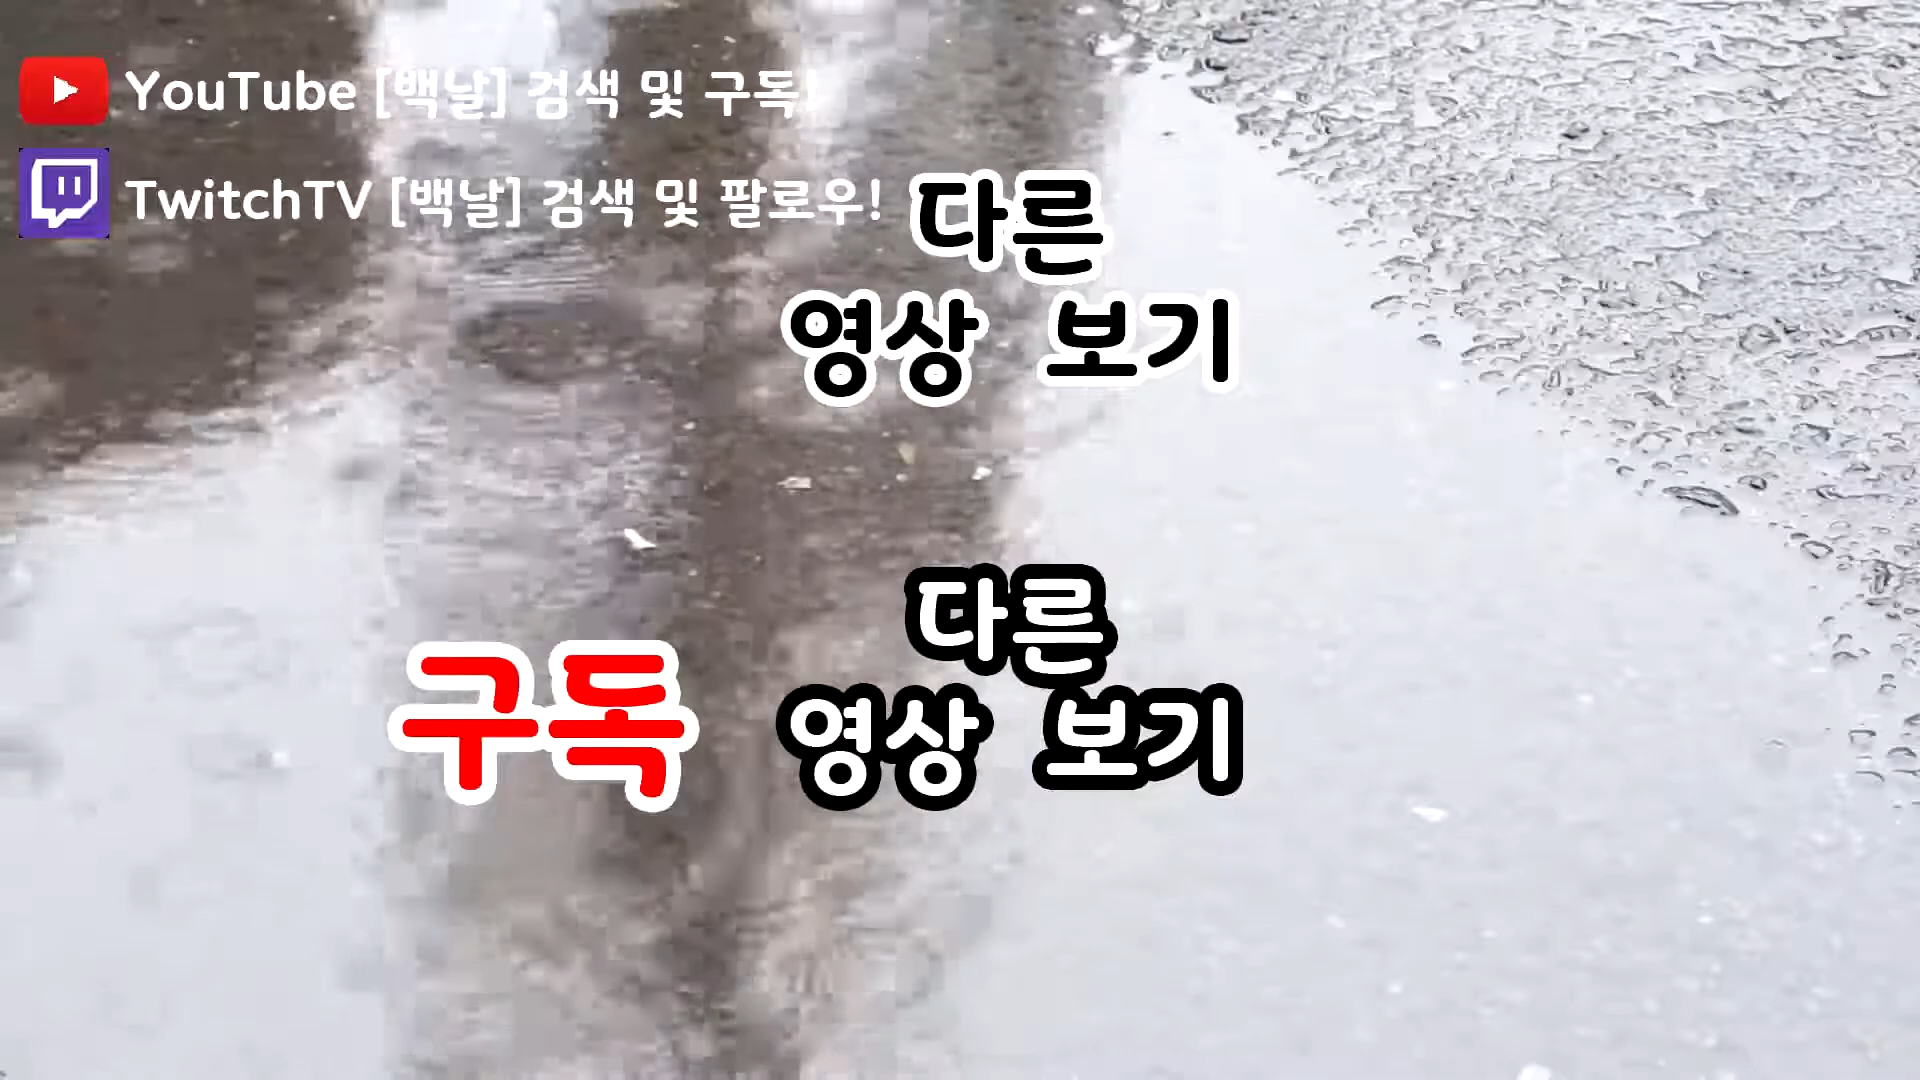 YouTube [백날] 검색 및 구독!
TwitchTV [백날] 검색 및 팔로우!
다른
영상 보기
다른
영상 보기
구독